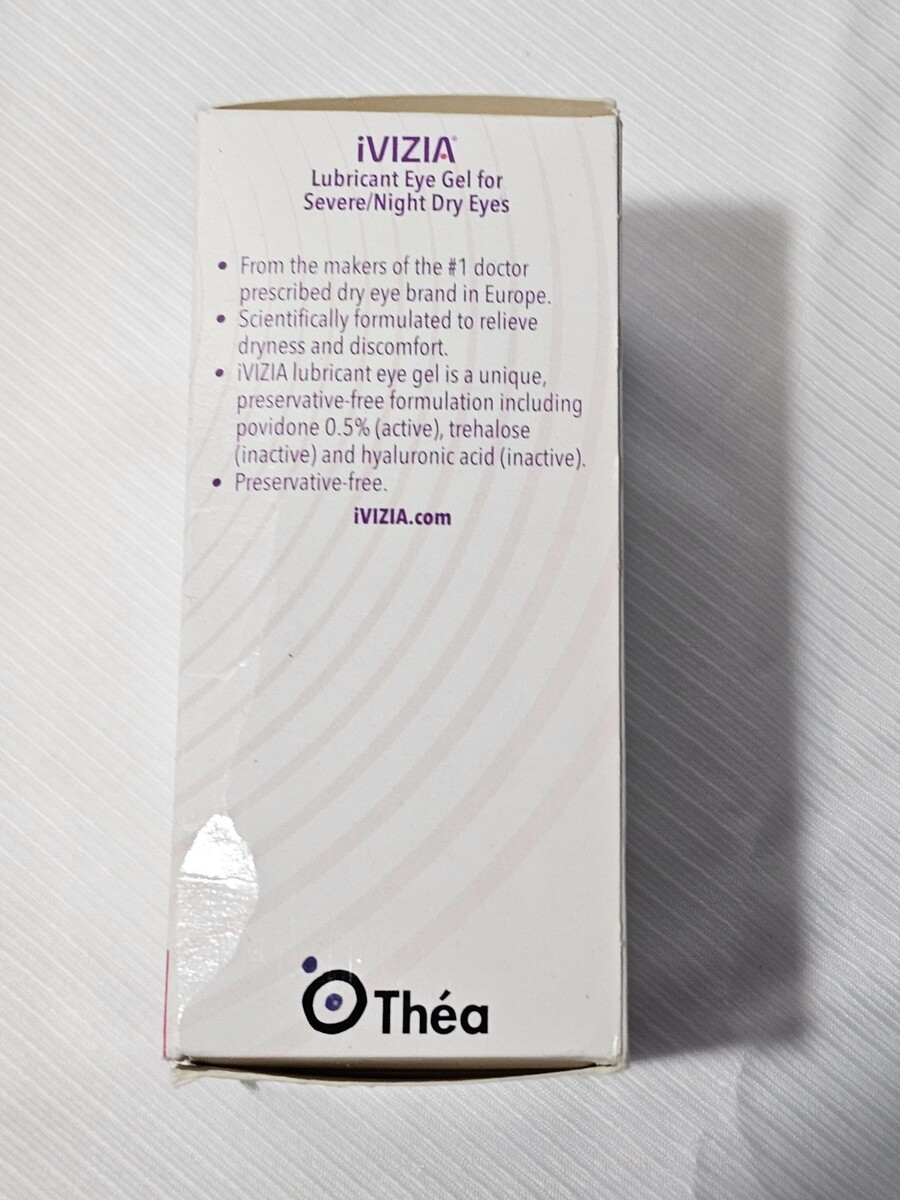 iVIZIA®
Lubricant Eye Gel for
Severe/Night Dry Eyes
• From the makers of the #1 doctor
prescribed dry eye brand in Europe.
• Scientifically formulated to relieve
dryness and discomfort.
• iVIZIA lubricant eye gel is a unique,
preservative-free formulation including
povidone 0.5% (active), trehalose
(inactive) and hyaluronic acid (inactive).
• Preservative-free.
iVIZIA.com
Théa